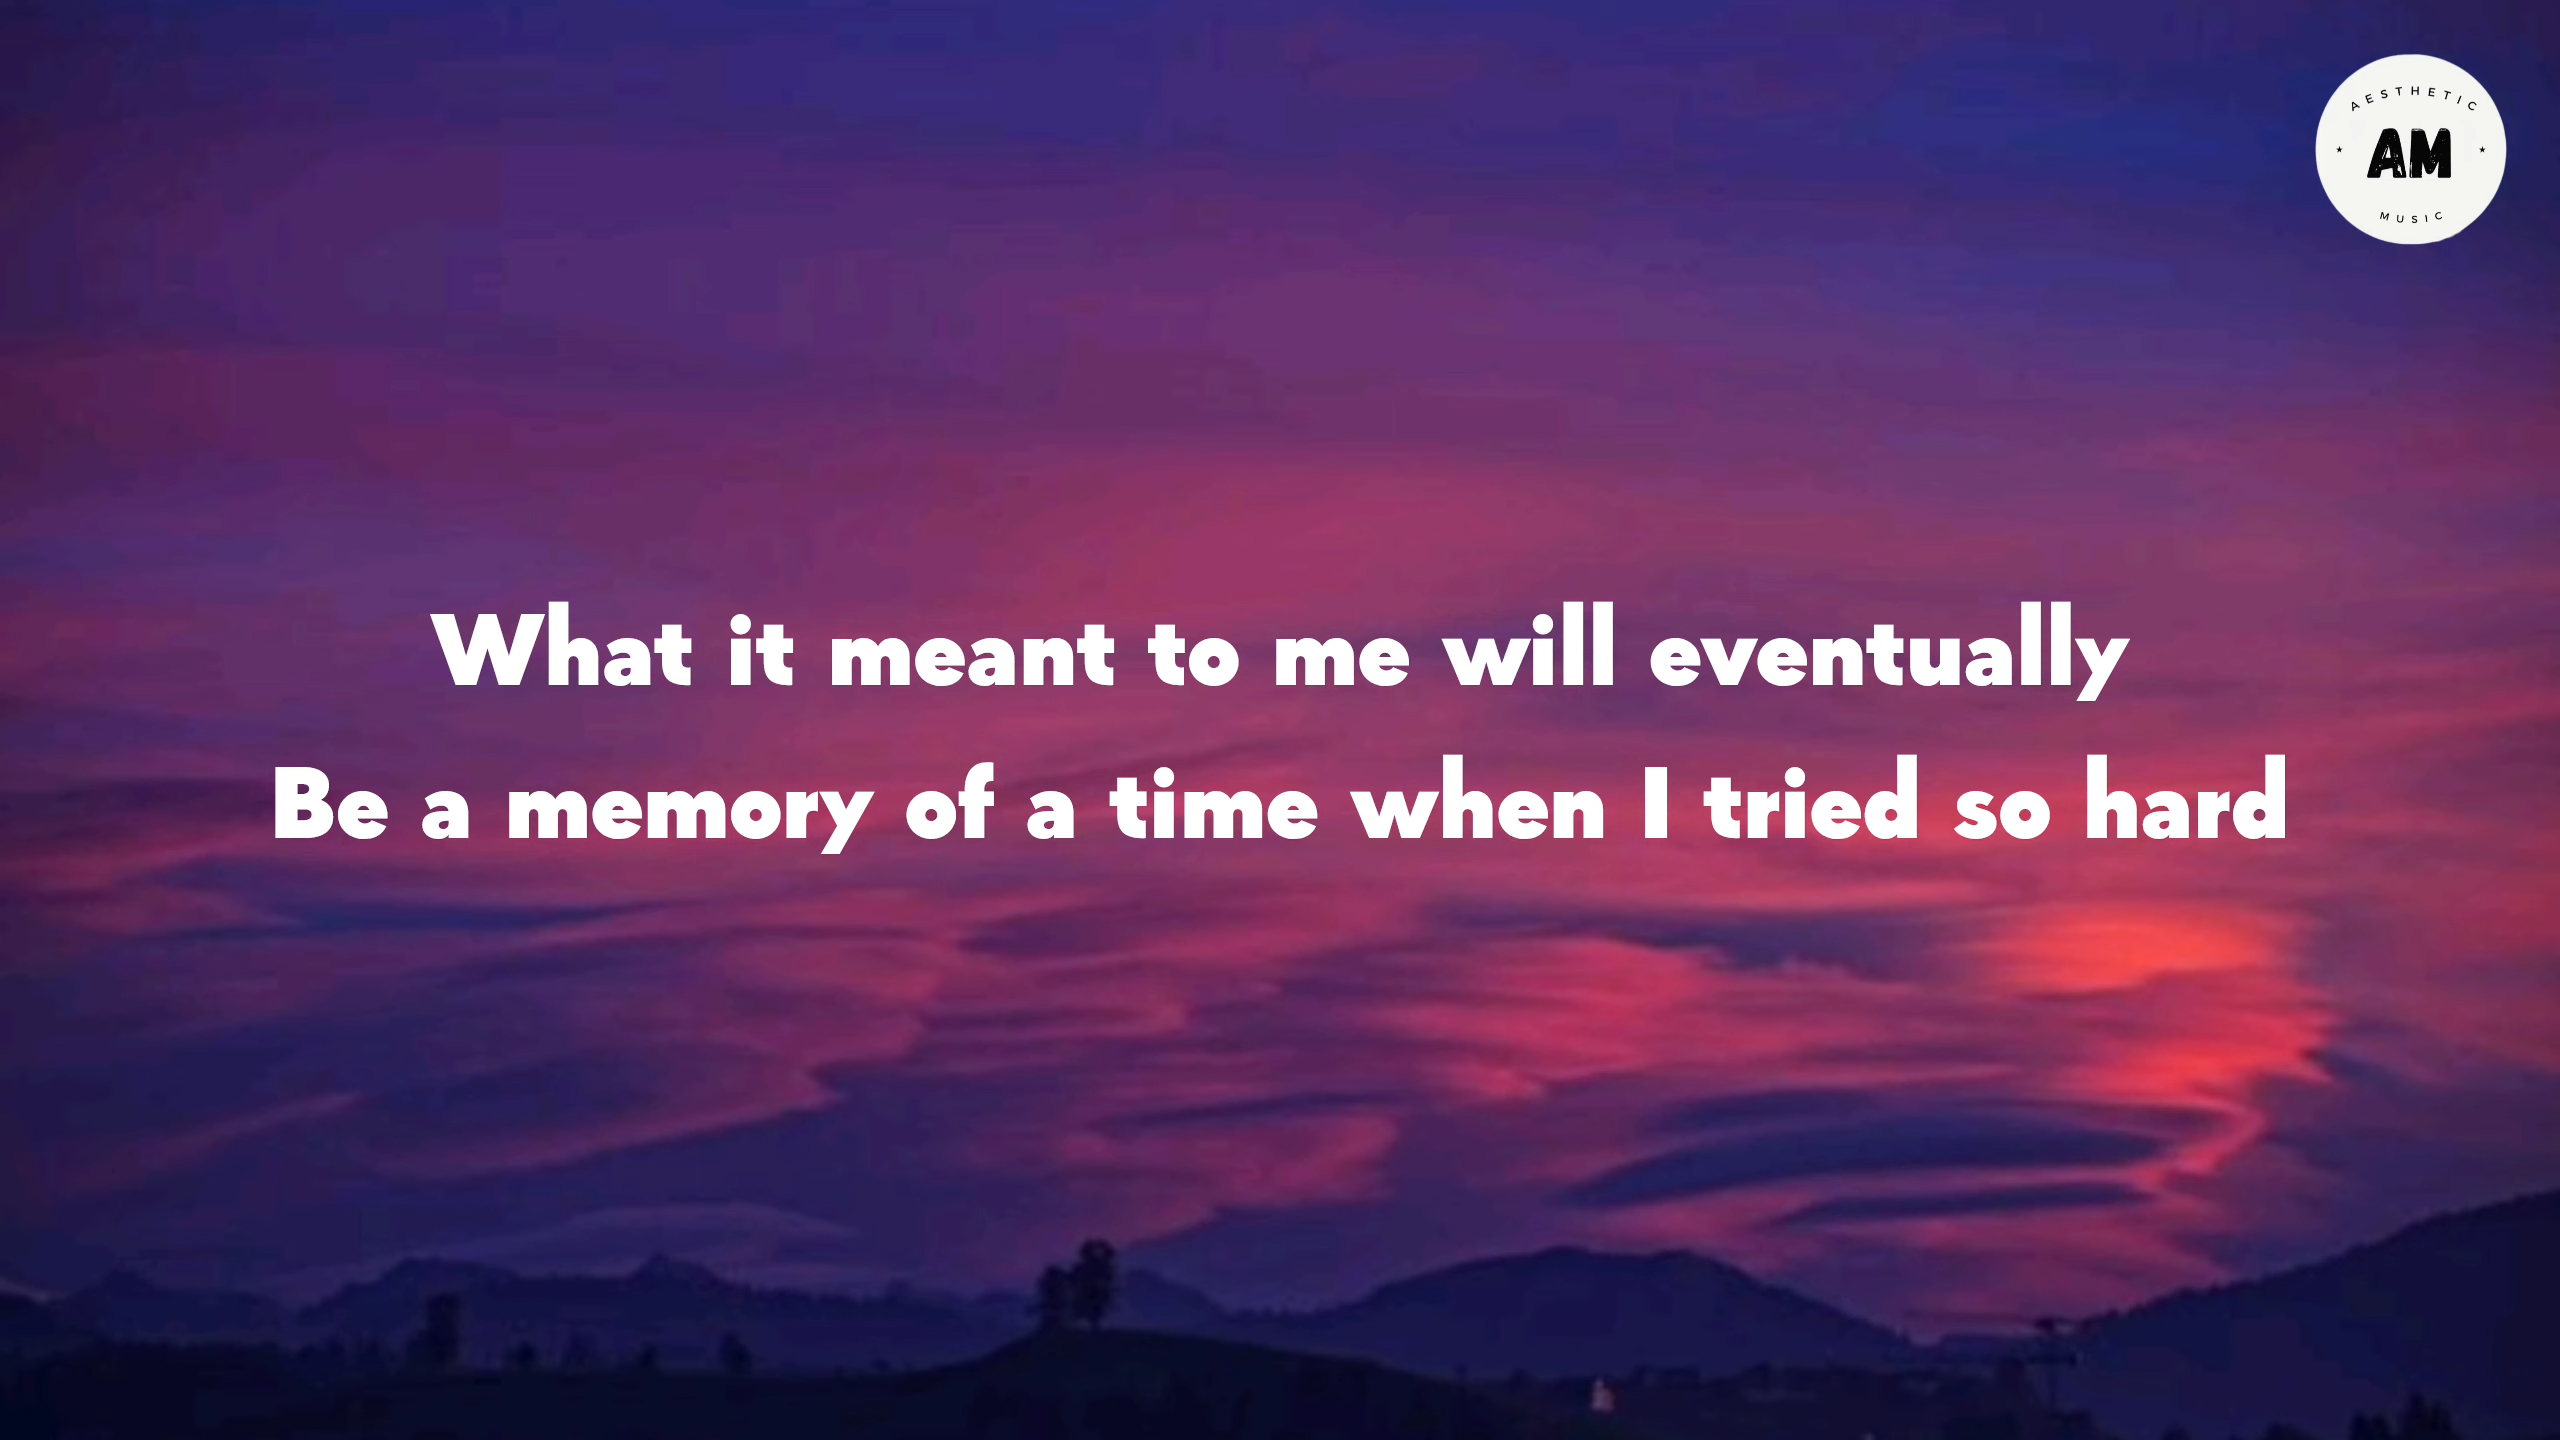 AESTHETIC
AM
MUSIC
What it meant to me will eventually
Be a memory of a time when I tried so hard